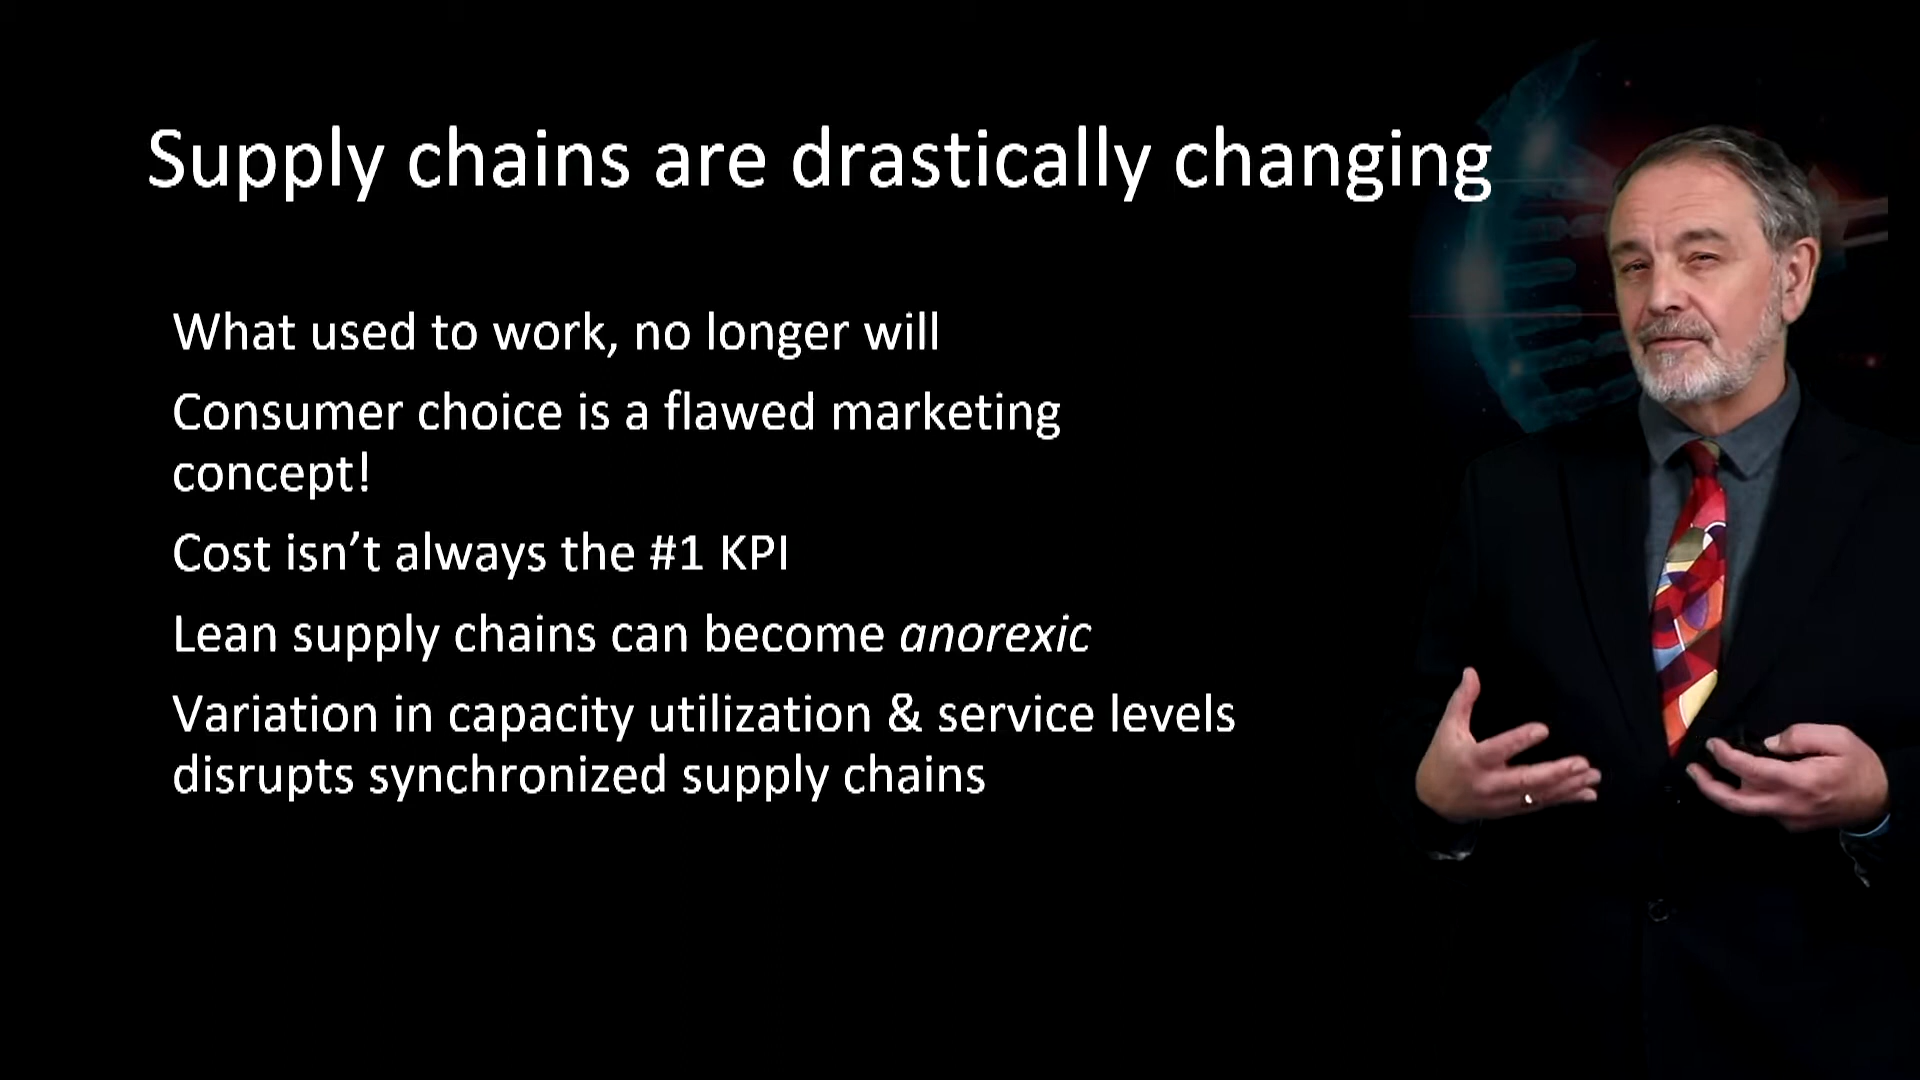 Supply chains are drastically changing
What used to work, no longer will
Consumer choice is a flawed marketing
concept!
Cost isn’t always the #1 KPI
Lean supply chains can become anorexic
Variation in capacity utilization & service levels
disrupts synchronized supply chains